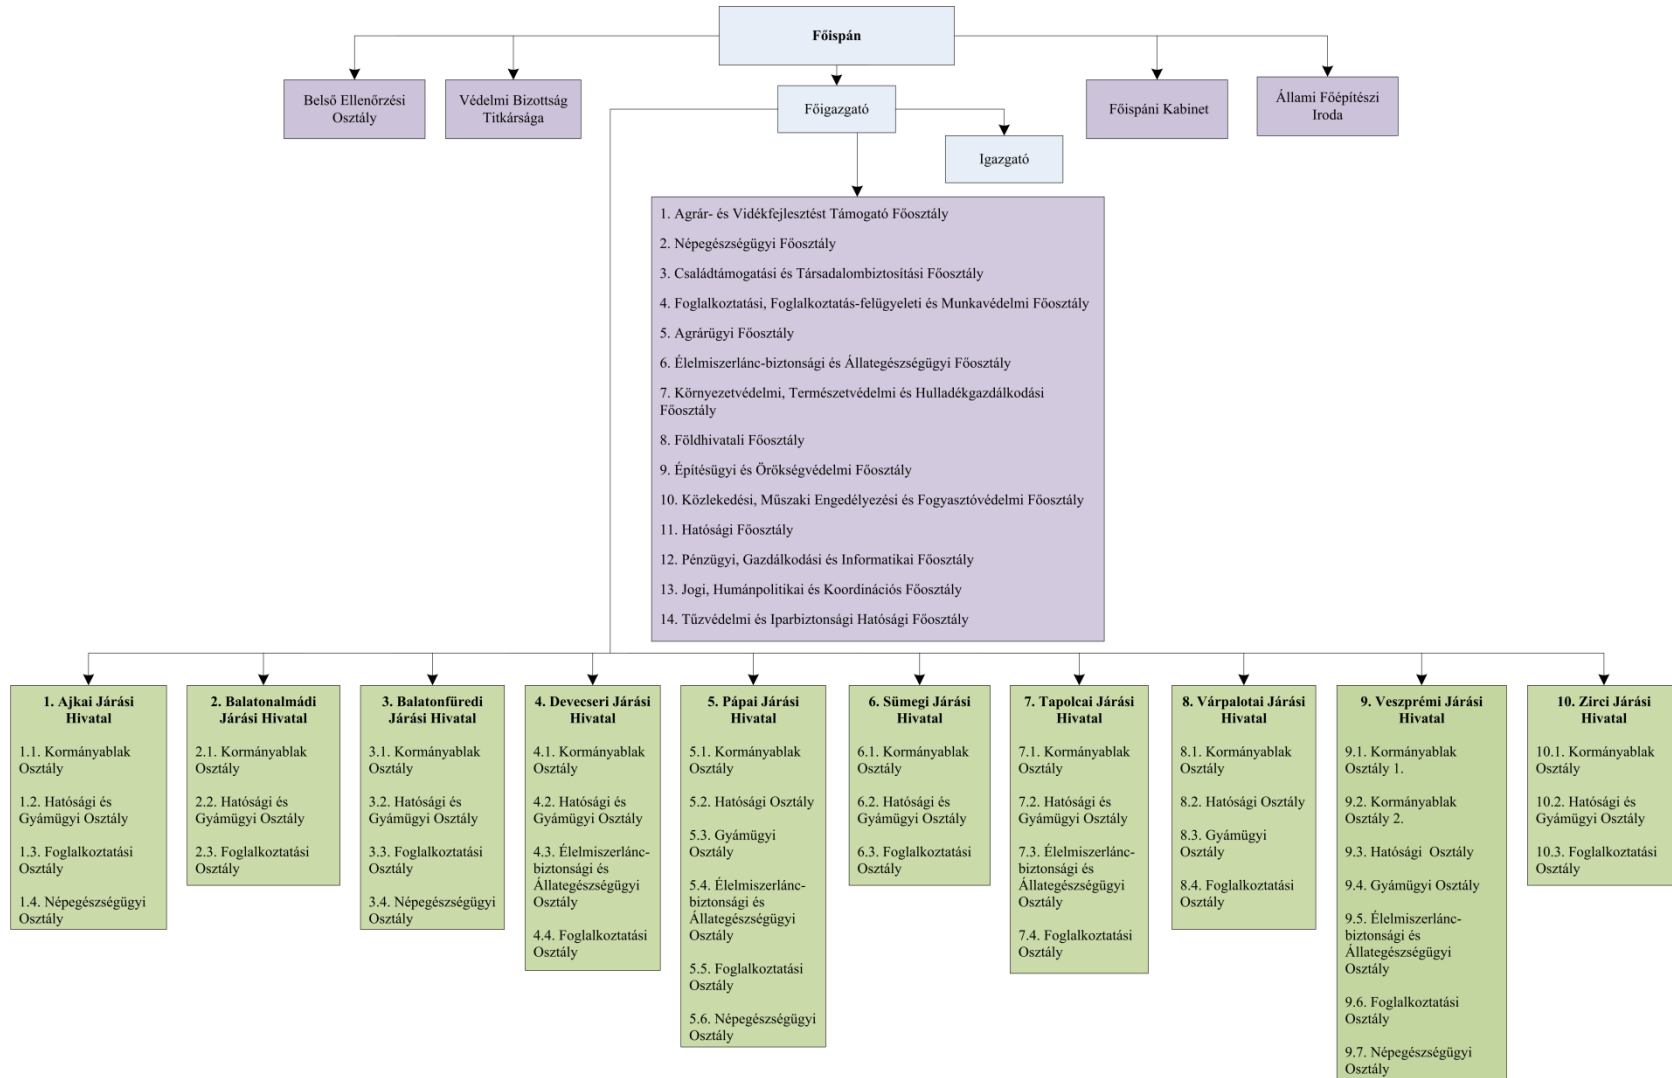 Főispán
Belső Ellenőrzési
Osztály
Védelmi Bizottság
Titkársága
Főigazgató
Főispáni Kabinet
Állami Főépítészi
Iroda
Igazgató
1. Agrár- és Vidékfejlesztést Támogató Főosztály
2. Népegészségügyi Főosztály
3. Családtámogatási és Társadalombiztosítási Főosztály
4. Foglalkoztatási, Foglalkoztatás-felügyeleti és Munkavédelmi Főosztály
5. Agrárügyi Főosztály
6. Élelmiszerlánc-biztonsági és Állategészségügyi Főosztály
7. Környezetvédelmi, Természetvédelmi és Hulladékgazdálkodási
Főosztály
8. Földhivatali Főosztály
9. Építésügyi és Örökségvédelmi Főosztály
10. Közlekedési, Műszaki Engedélyezési és Fogyasztóvédelmi Főosztály
11. Hatósági Főosztály
12. Pénzügyi, Gazdálkodási és Informatikai Főosztály
13. Jogi, Humánpolitikai és Koordinációs Főosztály
14. Tűzvédelmi és Iparbiztonsági Hatósági Főosztály
1. Ajkai Járási
Hivatal
1.1. Kormányablak
Osztály
1.2. Hatósági és
Gyámügyi Osztály
1.3. Foglalkoztatási
Osztály
1.4. Népegészségügyi
Osztály
2. Balatonalmádi
Járási Hivatal
2.1. Kormányablak
Osztály
2.2. Hatósági és
Gyámügyi Osztály
2.3. Foglalkoztatási
Osztály
3. Balatonfüredi
Járási Hivatal
3.1. Kormányablak
Osztály
3.2. Hatósági és
Gyámügyi Osztály
3.3. Foglalkoztatási
Osztály
3.4. Népegészségügyi
Osztály
4. Devecseri Járási
Hivatal
4.1. Kormányablak
Osztály
4.2. Hatósági és
Gyámügyi Osztály
4.3. Élelmiszerlánc-
biztonsági és
Állategészségügyi
Osztály
4.4. Foglalkoztatási
Osztály
5. Pápai Járási
Hivatal
5.1. Kormányablak
Osztály
5.2. Hatósági Osztály
5.3. Gyámügyi
Osztály
5.4. Élelmiszerlánc-
biztonsági és
Állategészségügyi
Osztály
5.5. Foglalkoztatási
Osztály
5.6. Népegészségügyi
Osztály
6. Sümegi Járási
Hivatal
6.1. Kormányablak
Osztály
6.2. Hatósági és
Gyámügyi Osztály
6.3. Foglalkoztatási
Osztály
7. Tapolcai Járási
Hivatal
7.1. Kormányablak
Osztály
7.2. Hatósági és
Gyámügyi Osztály
7.3. Élelmiszerlánc-
biztonsági és
Állategészségügyi
Osztály
7.4. Foglalkoztatási
Osztály
8. Várpalotai Járási
Hivatal
8.1. Kormányablak
Osztály
8.2. Hatósági Osztály
8.3. Gyámügyi
Osztály
8.4. Foglalkoztatási
Osztály
9. Veszprémi Járási
Hivatal
9.1. Kormányablak
Osztály 1.
9.2. Kormányablak
Osztály 2.
9.3. Hatósági Osztály
9.4. Gyámügyi Osztály
9.5. Élelmiszerlánc-
biztonsági és
Állategészségügyi
Osztály
9.6. Foglalkoztatási
Osztály
9.7. Népegészségügyi
Osztály
10. Zirci Járási
Hivatal
10.1. Kormányablak
Osztály
10.2. Hatósági és
Gyámügyi Osztály
10.3. Foglalkoztatási
Osztály